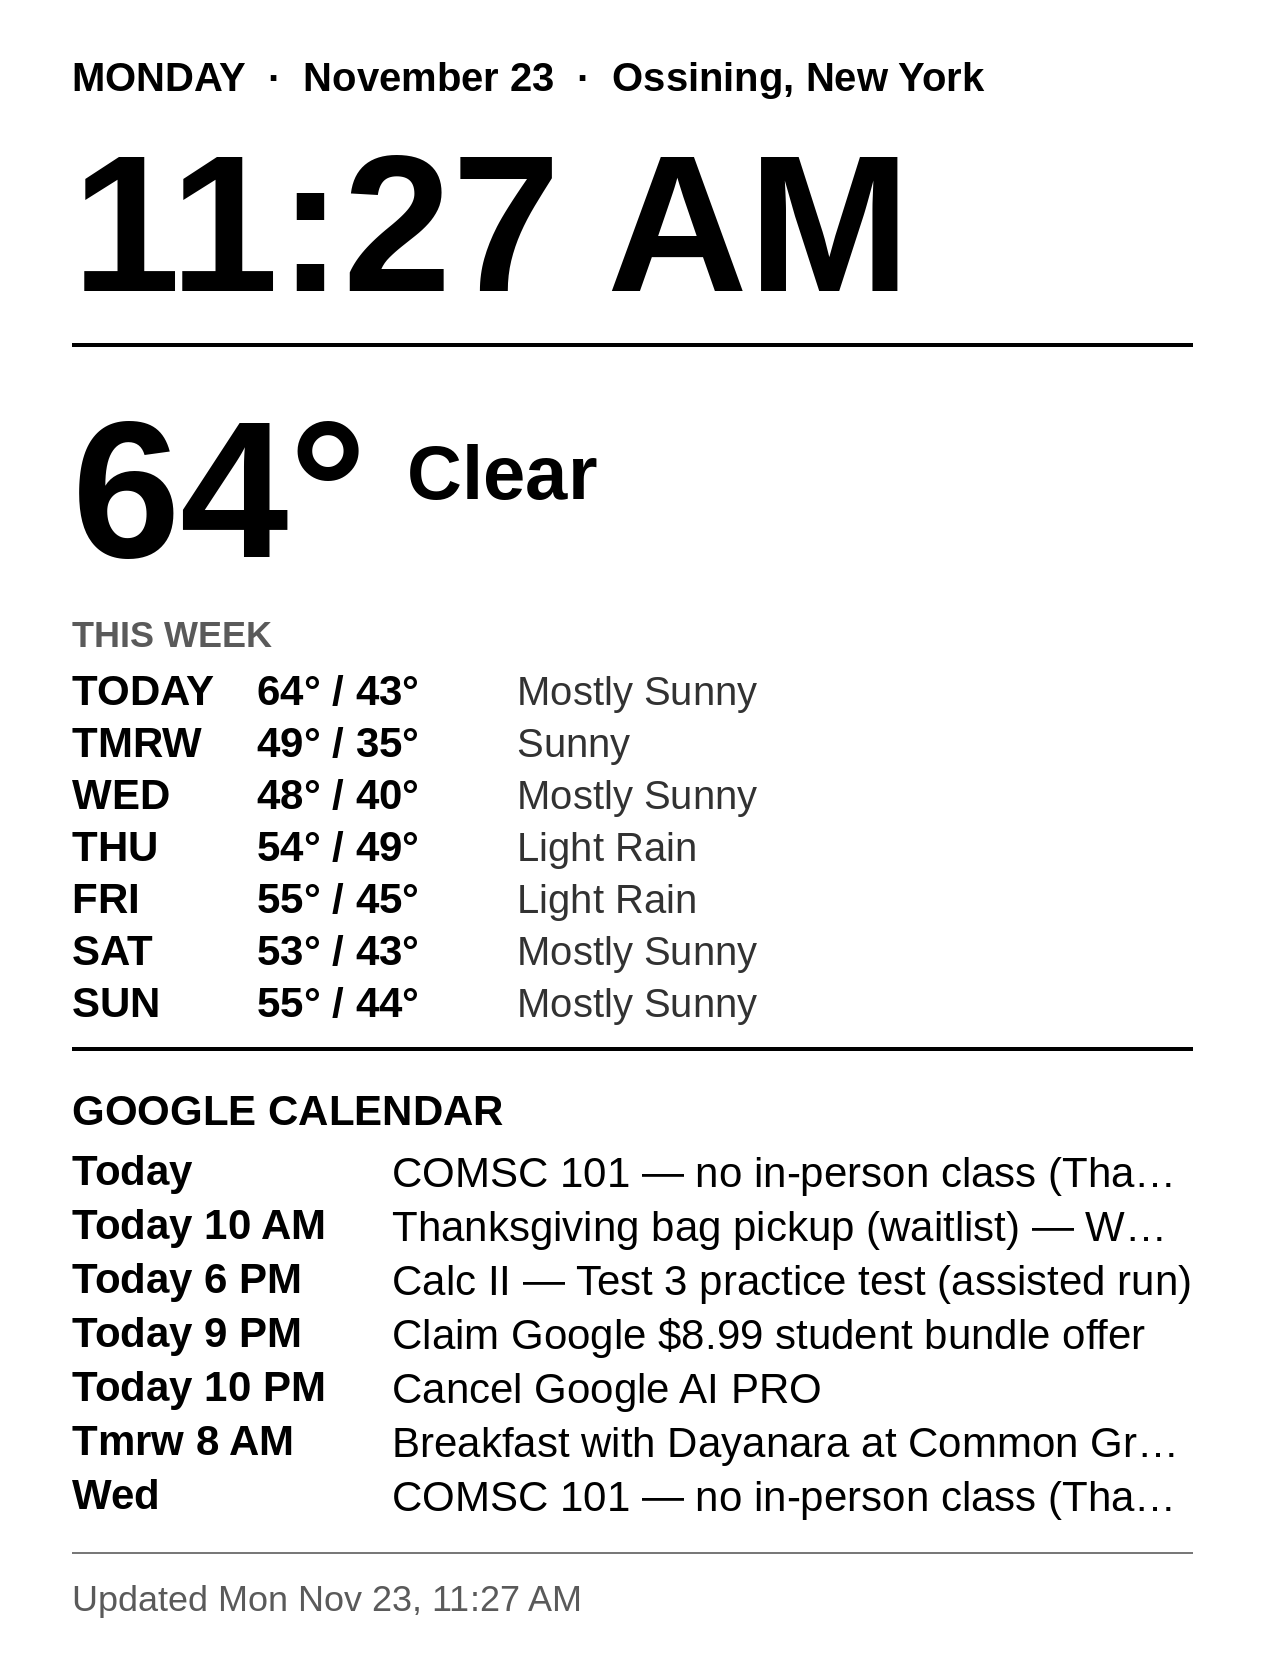 MONDAY · November 23 · Ossining, New York
11:27 AM
64° Clear
THIS WEEK
TODAY 64° / 43° Mostly Sunny
TMRW 49° / 35° Sunny
WED 48° / 40° Mostly Sunny
THU 54° / 49° Light Rain
FRI 55° / 45° Light Rain
SAT 53° / 43° Mostly Sunny
SUN 55° / 44° Mostly Sunny
GOOGLE CALENDAR
Today COMSC 101 — no in-person class (Tha…
Today 10 AM Thanksgiving bag pickup (waitlist) — W…
Today 6 PM Calc II — Test 3 practice test (assisted run)
Today 9 PM Claim Google $8.99 student bundle offer
Today 10 PM Cancel Google AI PRO
Tmrw 8 AM Breakfast with Dayanara at Common Gr…
Wed COMSC 101 — no in-person class (Tha…
Updated Mon Nov 23, 11:27 AM